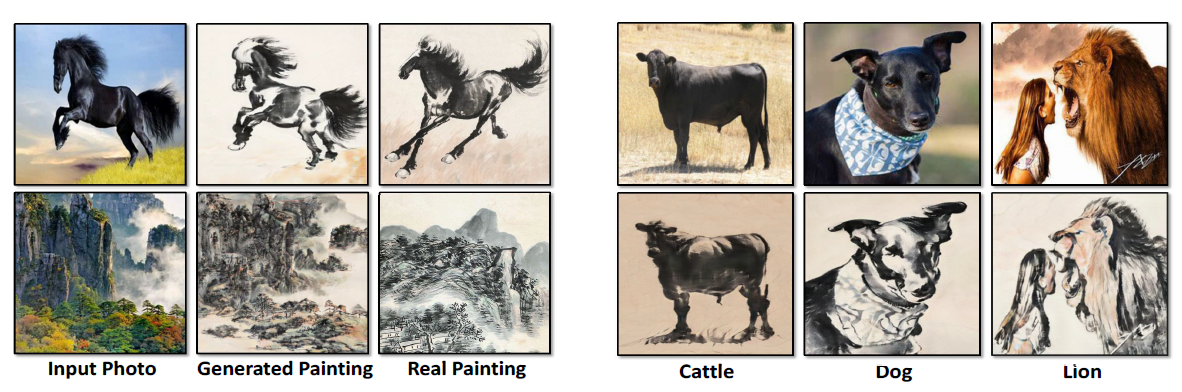 Input Photo
Generated Painting
Real Painting
Cattle
Dog
Lion